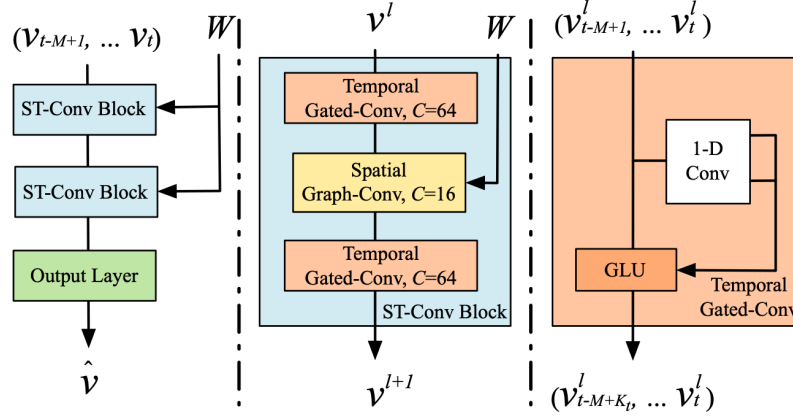 (v_{t-M+1}, ... v_t)
W
ST-Conv Block
ST-Conv Block
Output Layer
v̂
v^l
W
Temporal
Gated-Conv, C=64
Spatial
Graph-Conv, C=16
Temporal
Gated-Conv, C=64
ST-Conv Block
v^{l+1}
(v^l_{t-M+1}, ... v^l_t)
1-D
Conv
GLU
Temporal
Gated-Conv
(v^l_{t-M+K_t}, ... v^l_t)